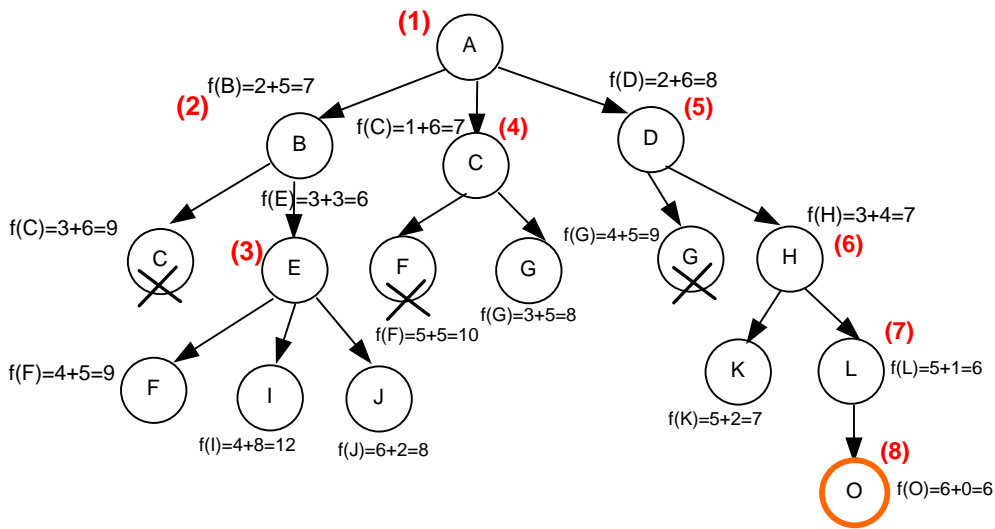 (1)
A
f(B)=2+5=7
f(D)=2+6=8
(2)
f(C)=1+6=7
(4)
(5)
B
C
D
f(E)=3+3=6
f(C)=3+6=9
f(G)=4+5=9
f(H)=3+4=7
C
(3)
E
F
G
G
H
(6)
f(F)=5+5=10
f(G)=3+5=8
f(F)=4+5=9
F
I
J
K
L
(7)
f(L)=5+1=6
f(K)=5+2=7
f(I)=4+8=12
f(J)=6+2=8
(8)
O
f(O)=6+0=6